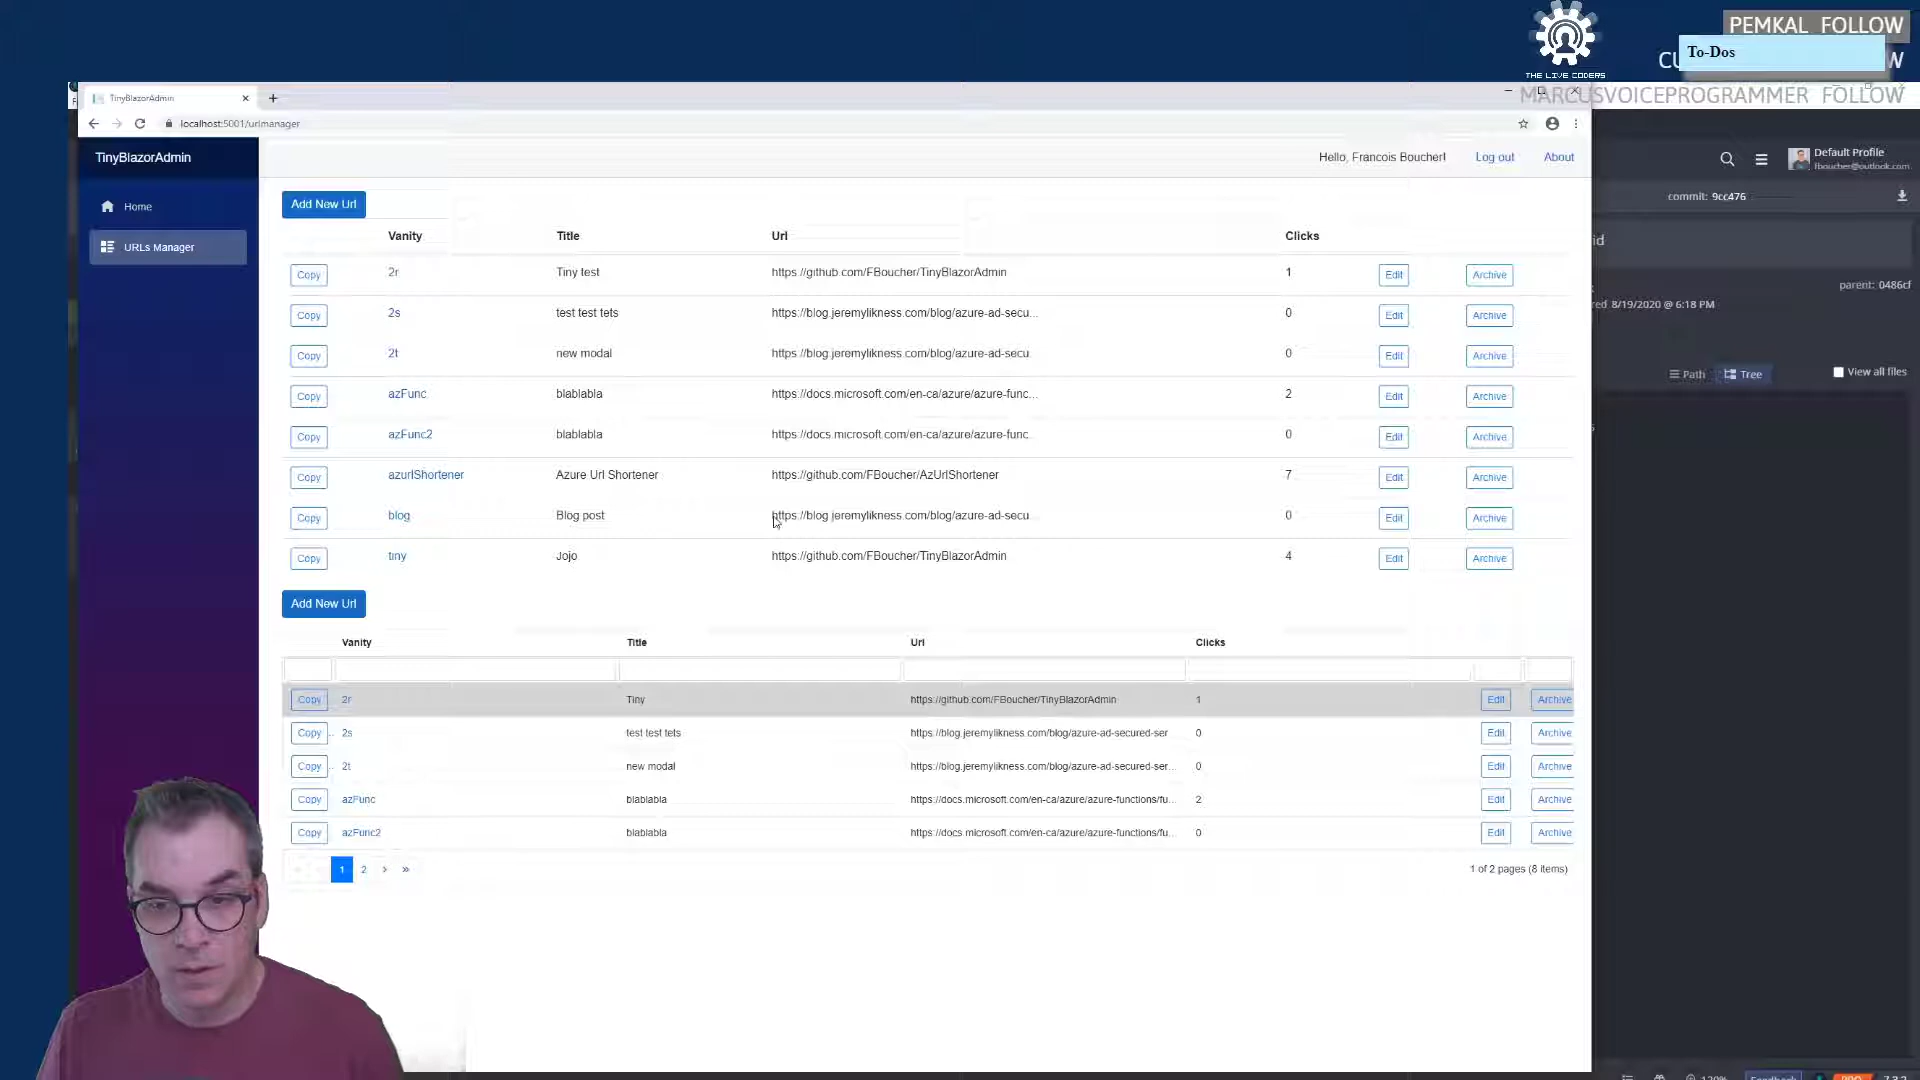 PEMKAL FOLLOW
To-Dos
THE LIVE CODERS
MARCUSVOICEPROGRAMMER FOLLOW
TinyBlazorAdmin
localhost:5001/urlmanager
TinyBlazorAdmin
Hello, Francois Boucher! Log out About
Home
URLs Manager
Default Profile
fboucher@outlook.com
commit: 9cc476
parent: 0486cf
8/19/2020 @ 6:18 PM
Path Tree View all files
Add New Url
Vanity Title Url Clicks
Copy 2r Tiny test https://github.com/FBoucher/TinyBlazorAdmin 1 Edit Archive
Copy 2s test test tets https://blog.jeremylikness.com/blog/azure-ad-secu... 0 Edit Archive
Copy 2t new modal https://blog.jeremylikness.com/blog/azure-ad-secu... 0 Edit Archive
Copy azFunc blablabla https://docs.microsoft.com/en-ca/azure/azure-func... 2 Edit Archive
Copy azFunc2 blablabla https://docs.microsoft.com/en-ca/azure/azure-func... 0 Edit Archive
Copy azurlShortener Azure Url Shortener https://github.com/FBoucher/AzUrlShortener 7 Edit Archive
Copy blog Blog post https://blog.jeremylikness.com/blog/azure-ad-secu... 0 Edit Archive
Copy tiny Jojo https://github.com/FBoucher/TinyBlazorAdmin 4 Edit Archive
Add New Url
Vanity Title Url Clicks
Copy 2r Tiny https://github.com/FBoucher/TinyBlazorAdmin 1 Edit Archive
Copy 2s test test tets https://blog.jeremylikness.com/blog/azure-ad-secured-ser 0 Edit Archive
Copy 2t new modal https://blog.jeremylikness.com/blog/azure-ad-secured-ser... 0 Edit Archive
Copy azFunc blablabla https://docs.microsoft.com/en-ca/azure/azure-functions/fu... 2 Edit Archive
Copy azFunc2 blablabla https://docs.microsoft.com/en-ca/azure/azure-functions/fu... 0 Edit Archive
1 2 › » 1 of 2 pages (8 items)